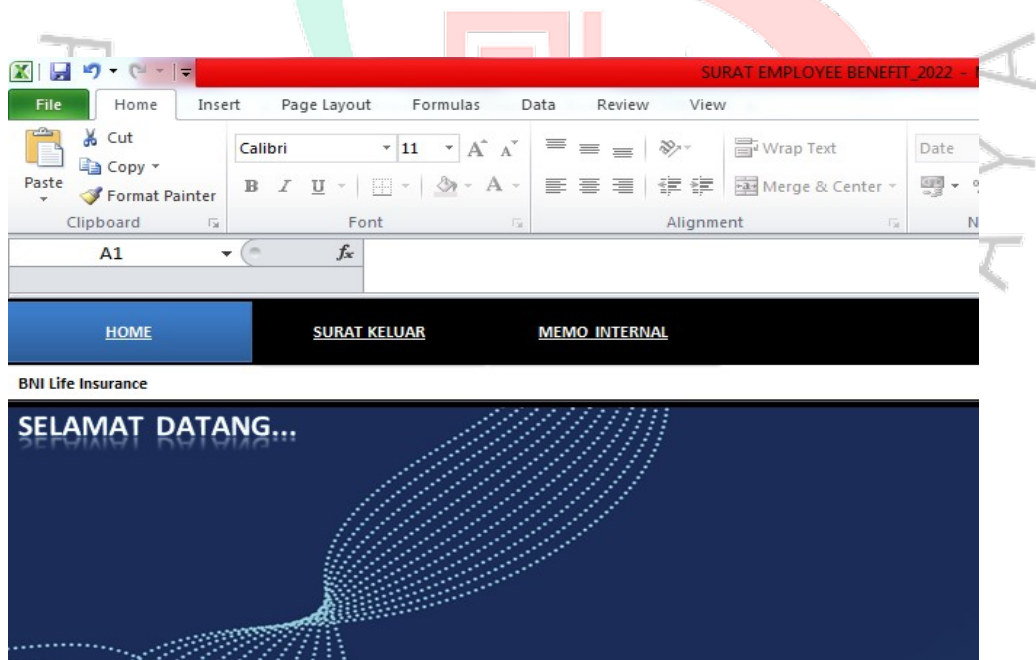 SURAT EMPLOYEE BENEFIT_2022 -
File Home Insert Page Layout Formulas Data Review View
Cut
Copy
Format Painter
Paste
Calibri 11 A A
B I U A
Wrap Text
Merge & Center
Date
Clipboard Font Alignment N
A1 fx
HOME SURAT KELUAR MEMO INTERNAL
BNI Life Insurance
SELAMAT DATANG...